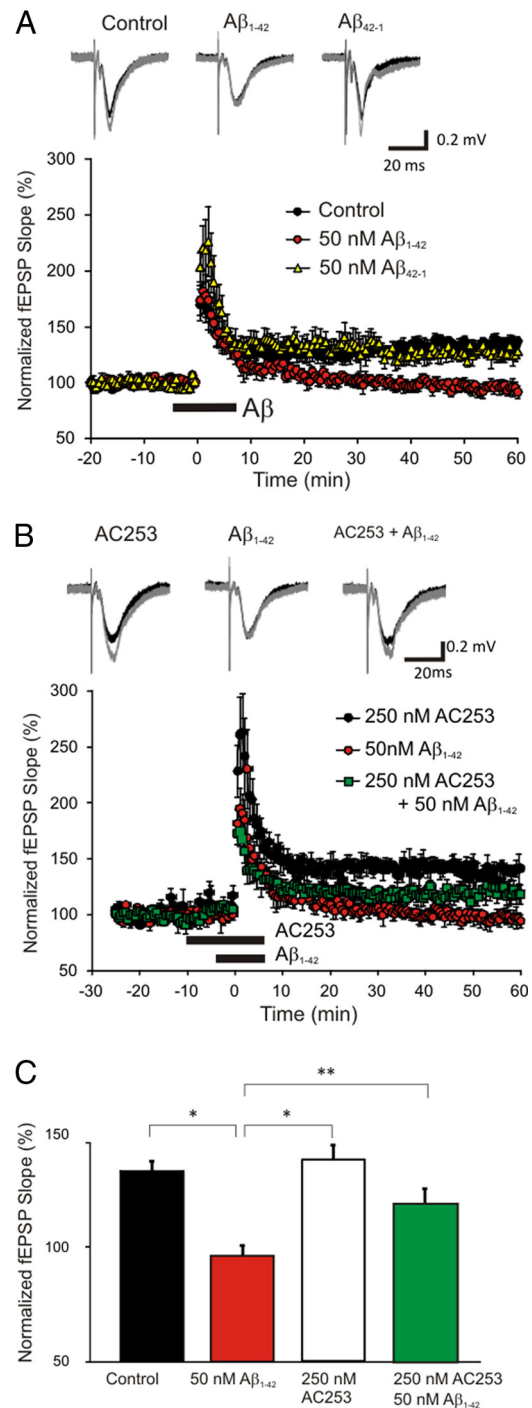 A
Control Aβ1-42 Aβ42-1
0.2 mV
20 ms
Normalized fEPSP Slope (%)
300
250
200
150
100
50
Control
50 nM Aβ1-42
50 nM Aβ42-1
Aβ
-20 -10 0 10 20 30 40 50 60
Time (min)
B
AC253 Aβ1-42 AC253 + Aβ1-42
0.2 mV
20ms
Normalized fEPSP Slope (%)
300
250
200
150
100
50
250 nM AC253
50nM Aβ1-42
250 nM AC253
+ 50 nM Aβ1-42
AC253
Aβ1-42
-30 -20 -10 0 10 20 30 40 50 60
Time (min)
C
Normalized fEPSP Slope (%)
150
100
50
**
* *
Control 50 nM Aβ1-42 250 nM AC253 250 nM AC253 50 nM Aβ1-42